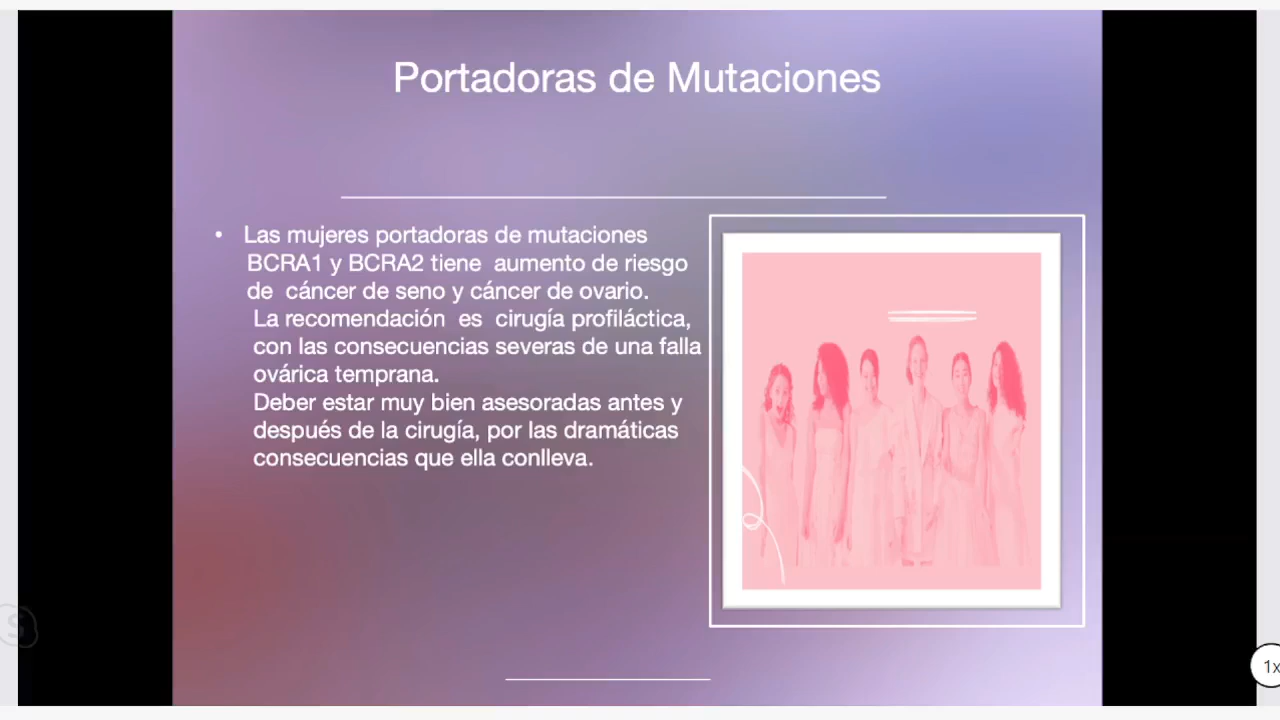 Portadoras de Mutaciones
• Las mujeres portadoras de mutaciones
BCRA1 y BCRA2 tiene aumento de riesgo
de cáncer de seno y cáncer de ovario.
La recomendación es cirugía profiláctica,
con las consecuencias severas de una falla
ovárica temprana.
Deber estar muy bien asesoradas antes y
después de la cirugía, por las dramáticas
consecuencias que ella conlleva.
S
1x